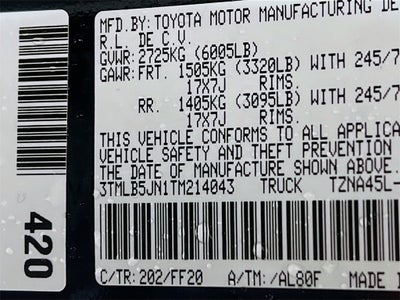 MFD.BY:TOYOTA MOTOR MANUFACTURING DE
R.L. DE C.V.
GVWR:2725KG (6005LB)
GAWR:FRT. 1505KG (3320LB) WITH 245/7
17X7J RIMS.
RR. 1405KG (3095LB) WITH 245/7
17X7J RIMS.
THIS VEHICLE CONFORMS TO ALL APPLICA
VEHICLE SAFETY AND THEFT PREVENTION
THE DATE OF MANUFACTURE SHOWN ABOVE.
3TMLB5JN1TM214043 TRUCK TZNA45L-
C/TR:202/FF20 A/TM:/AL80F
420